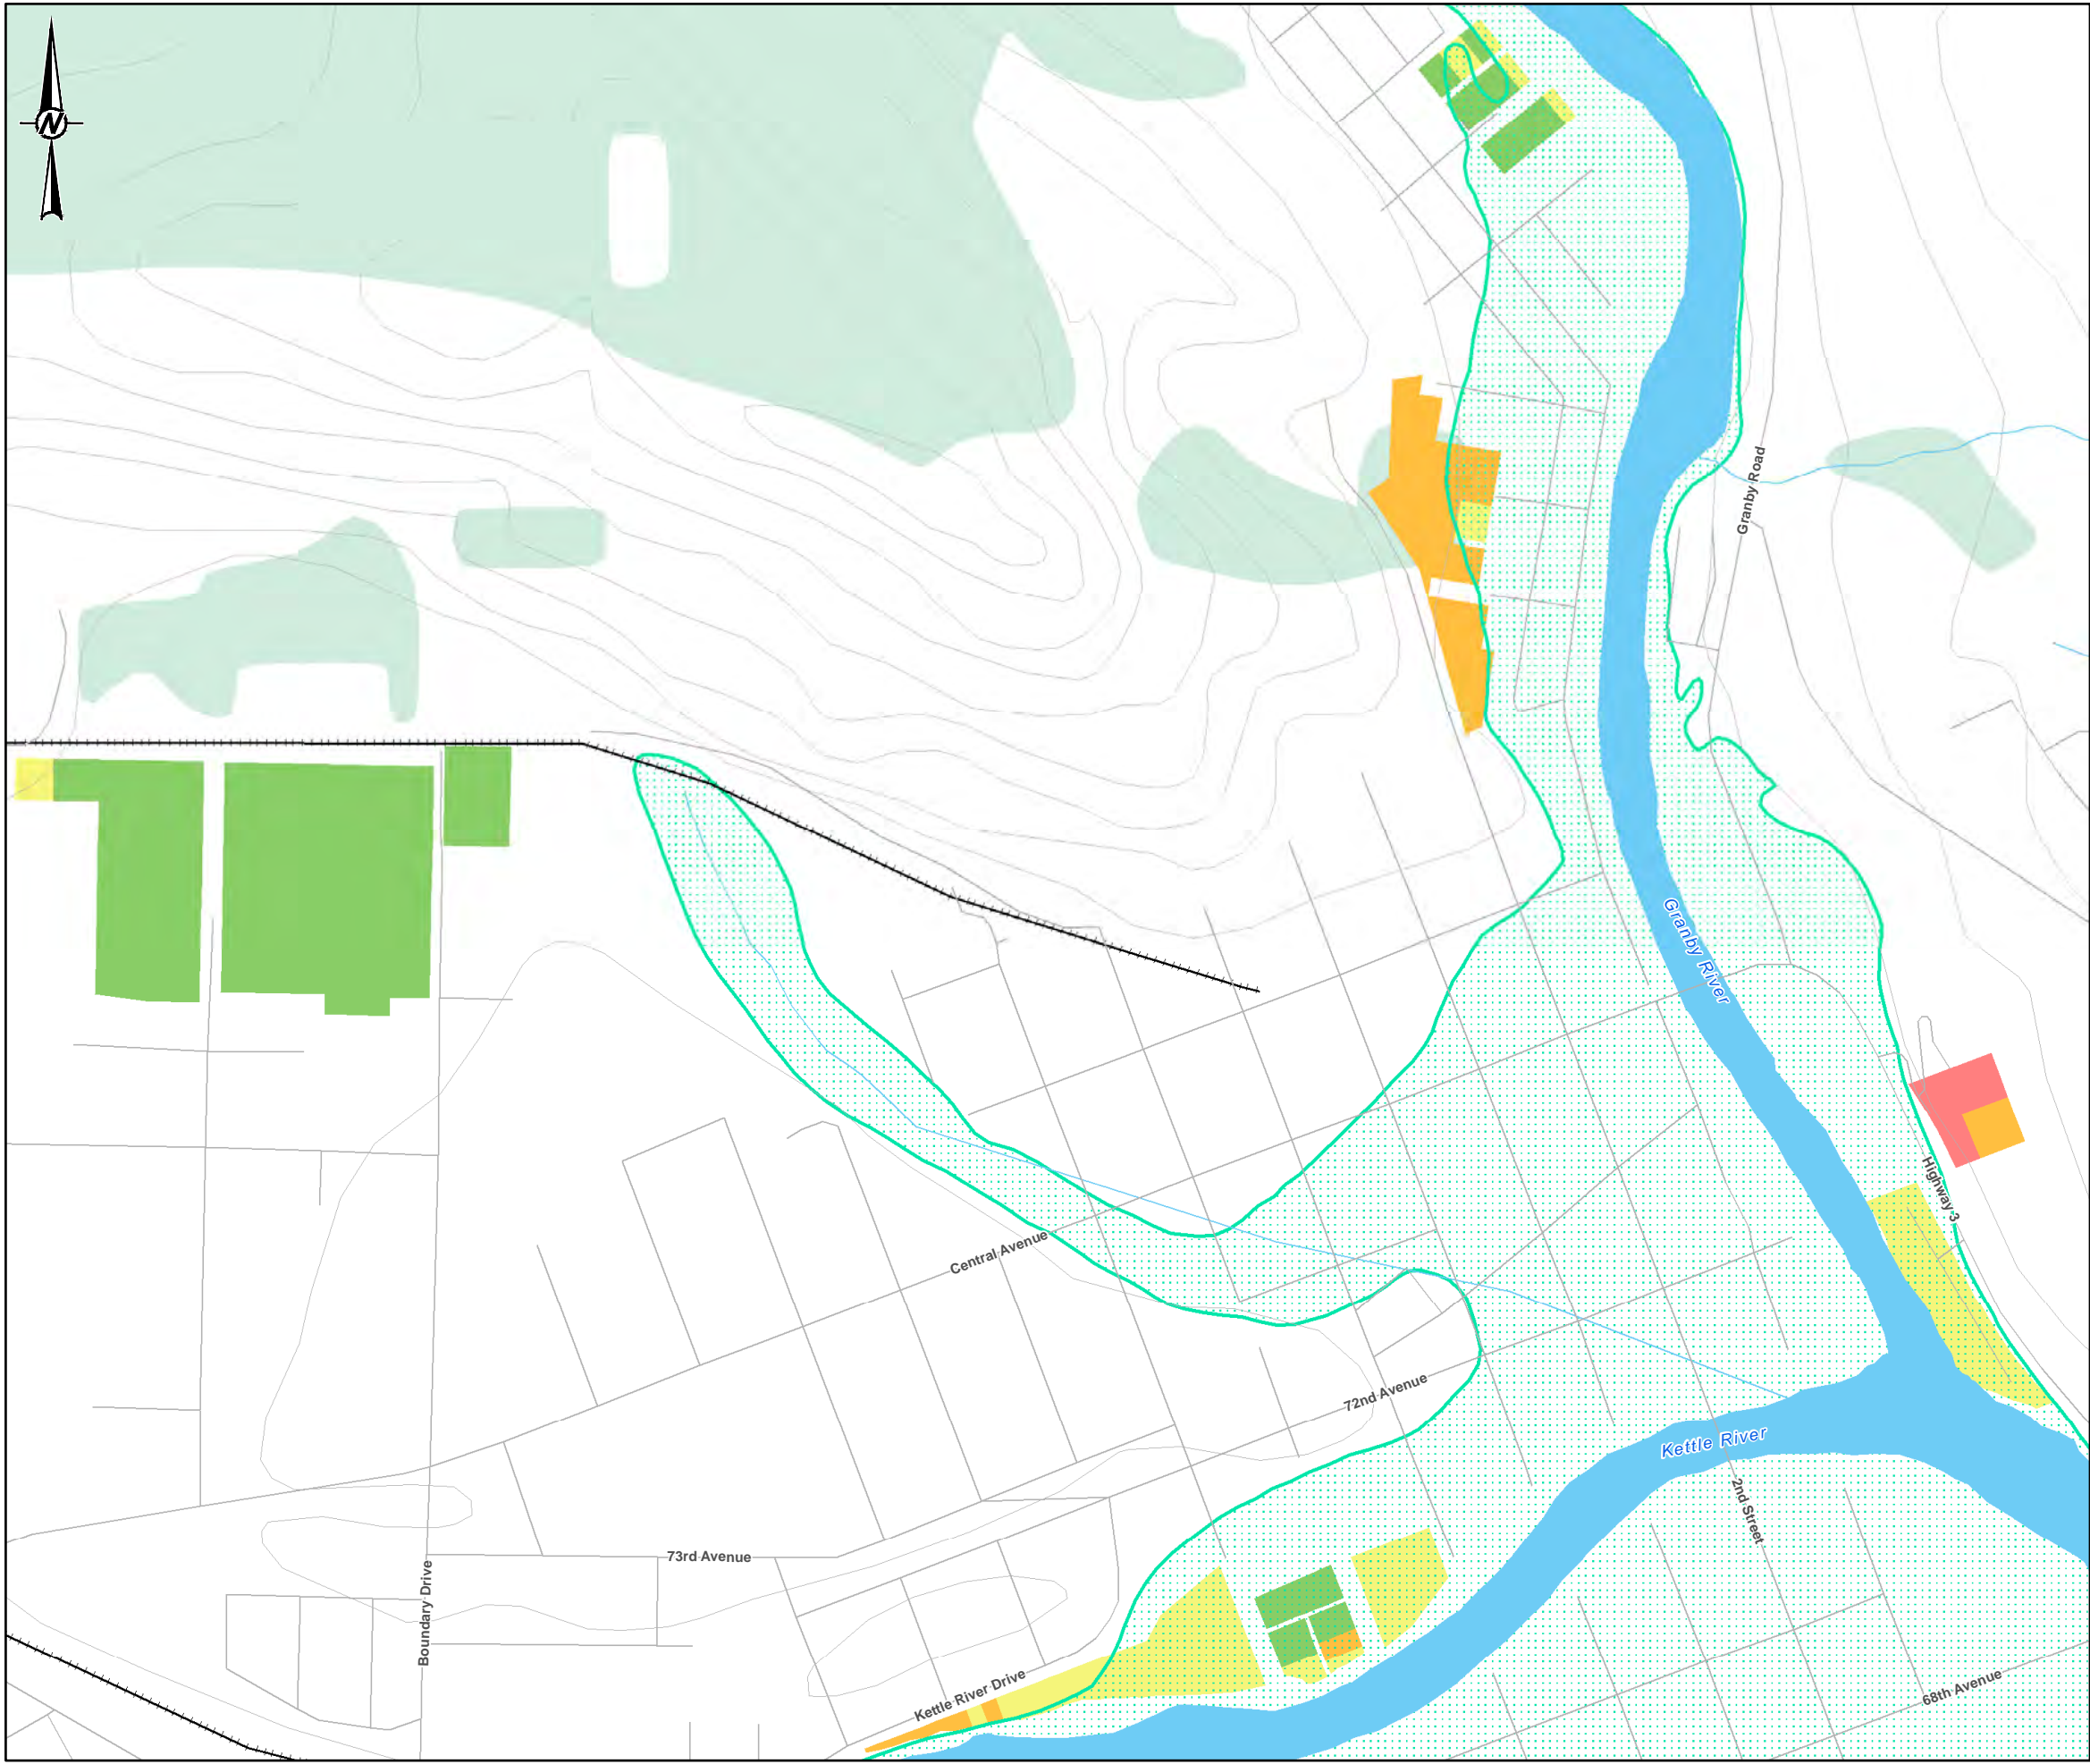 N
Granby Road
Granby River
Highway 3
Central Avenue
72nd Avenue
Kettle River
2nd Street
73rd Avenue
Boundary Drive
Kettle River Drive
68th Avenue